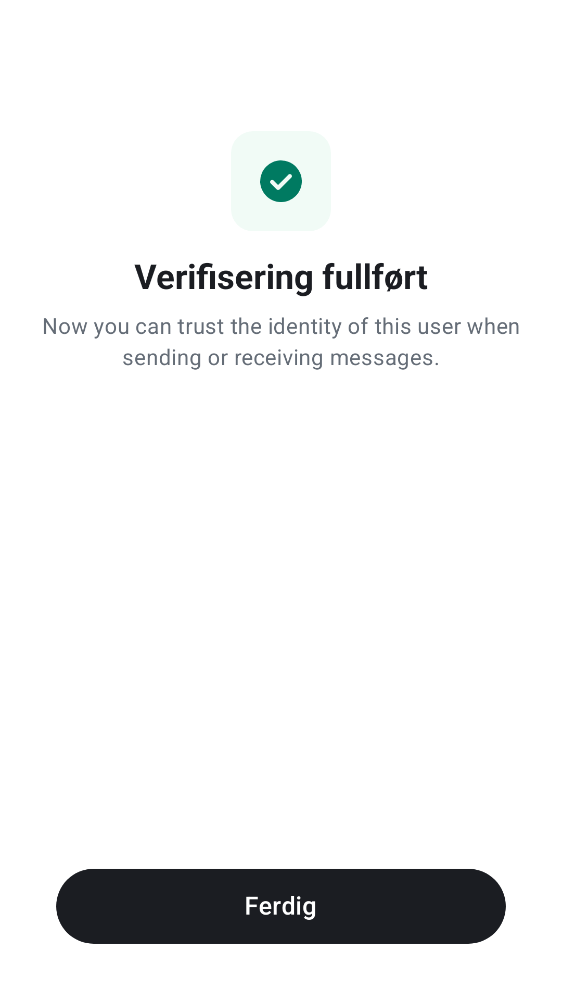 Verifisering fullført
Now you can trust the identity of this user when
sending or receiving messages.
Ferdig